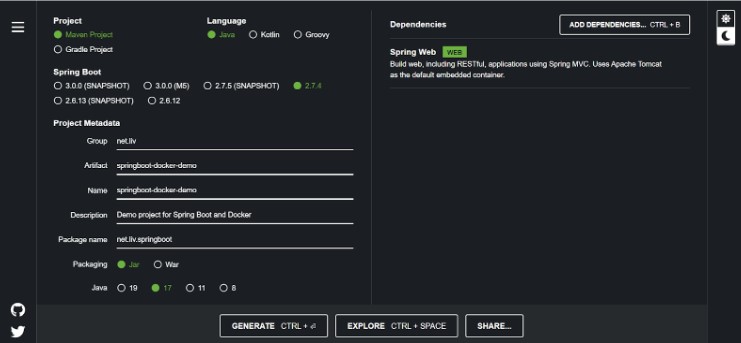 Project
Language
Maven Project
Java
Kotlin
Groovy
Gradle Project
Spring Boot
3.0.0 (SNAPSHOT)
3.0.0 (M5)
2.7.5 (SNAPSHOT)
2.7.4
2.6.13 (SNAPSHOT)
2.6.12
Project Metadata
Group net.liv
Artifact springboot-docker-demo
Name springboot-docker-demo
Description Demo project for Spring Boot and Docker
Package name net.liv.springboot
Packaging Jar War
Java 19 17 11 8
Dependencies
ADD DEPENDENCIES... CTRL + B
Spring Web WEB
Build web, including RESTful, applications using Spring MVC. Uses Apache Tomcat
as the default embedded container.
GENERATE CTRL + ⏎
EXPLORE CTRL + SPACE
SHARE...